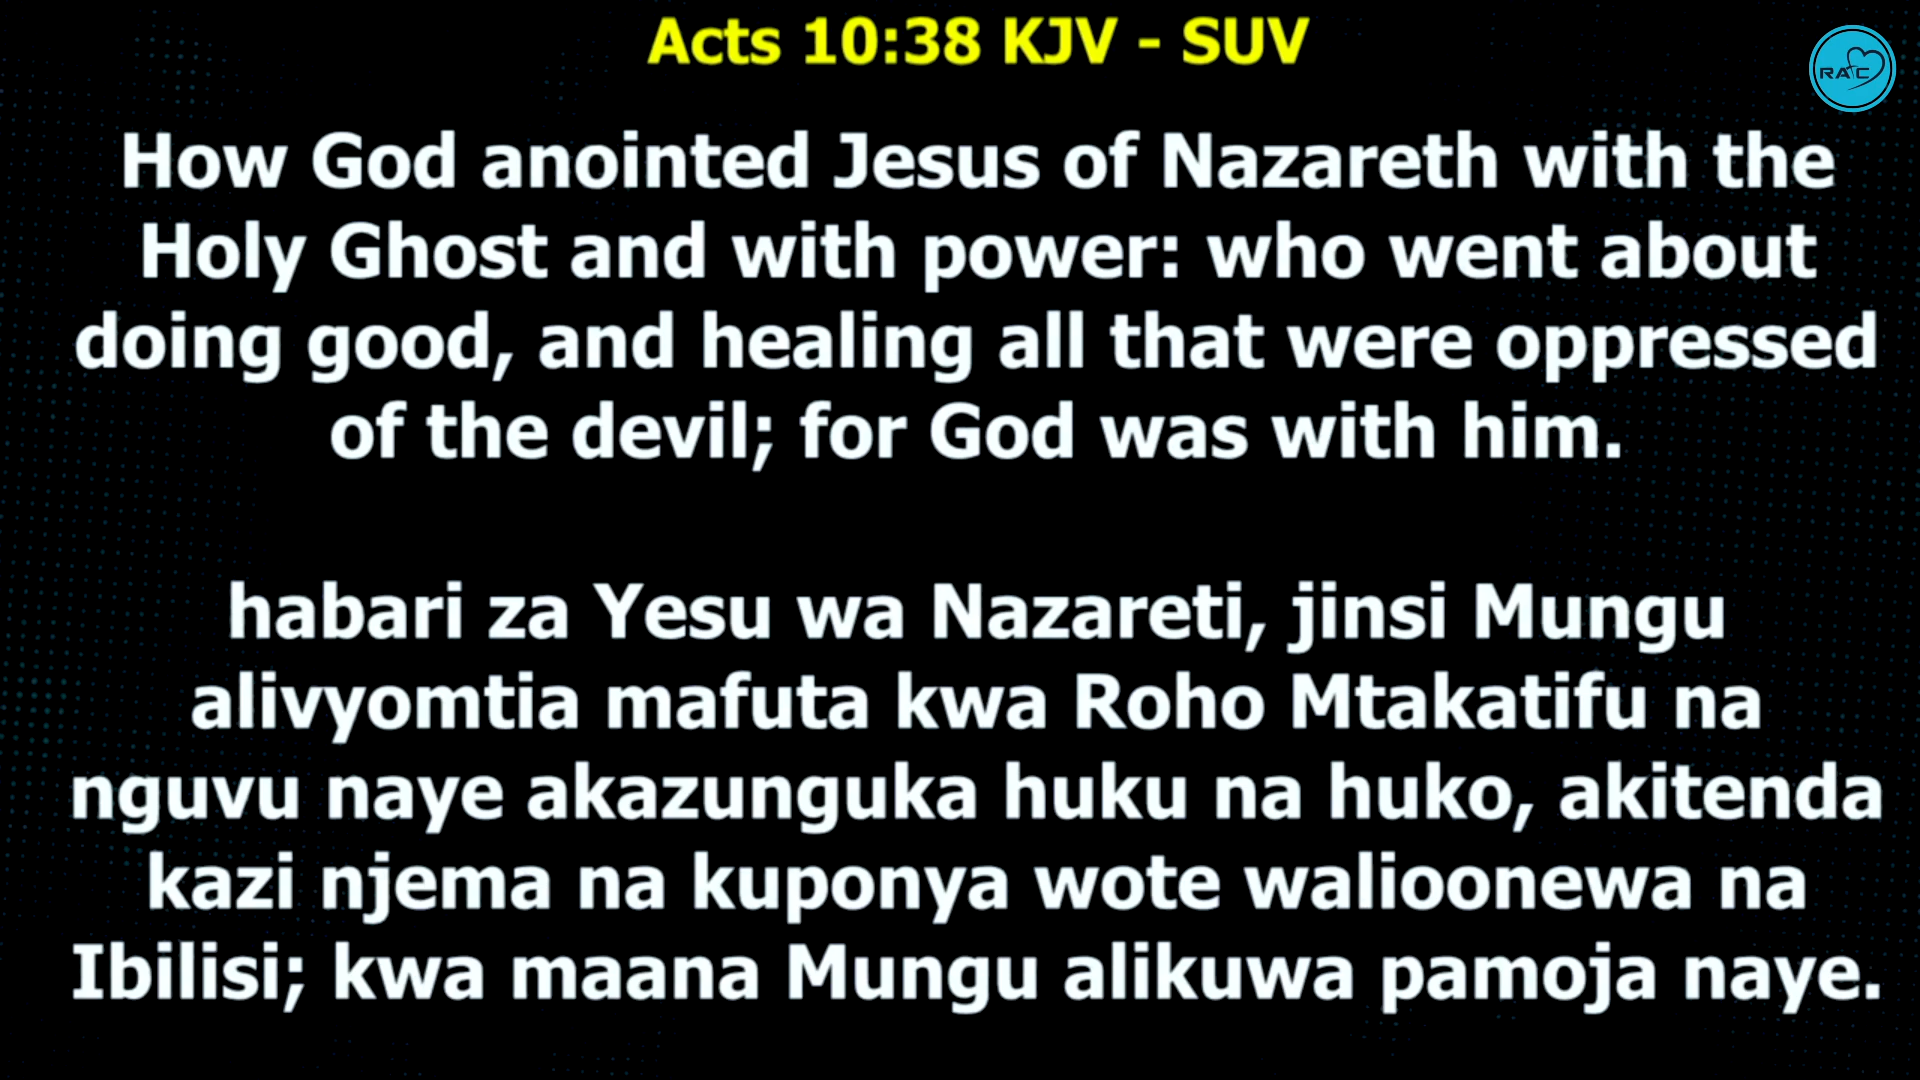 Acts 10:38 KJV - SUV
RATC
How God anointed Jesus of Nazareth with the
Holy Ghost and with power: who went about
doing good, and healing all that were oppressed
of the devil; for God was with him.
habari za Yesu wa Nazareti, jinsi Mungu
alivyomtia mafuta kwa Roho Mtakatifu na
nguvu naye akazunguka huku na huko, akitenda
kazi njema na kuponya wote walioonewa na
Ibilisi; kwa maana Mungu alikuwa pamoja naye.